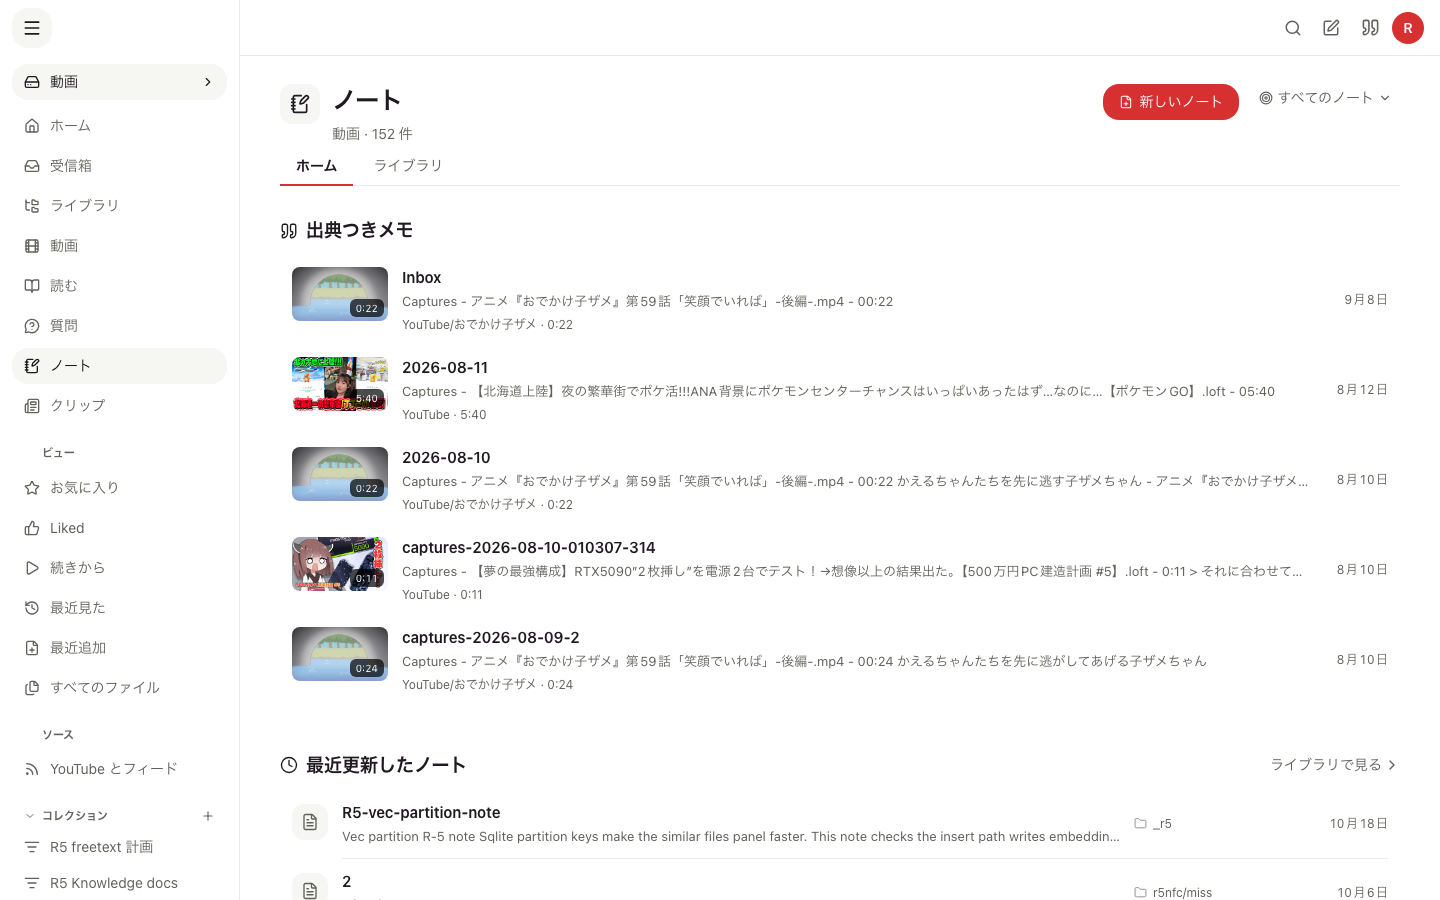 R
動画
ホーム
受信箱
ライブラリ
動画
読む
質問
ノート
クリップ
ビュー
お気に入り
Liked
続きから
最近見た
最近追加
すべてのファイル
ソース
YouTube とフィード
コレクション
R5 freetext 計画
R5 Knowledge docs
ノート
動画 · 152 件
新しいノート
すべてのノート
ホーム
ライブラリ
出典つきメモ
0:22
Inbox
Captures - アニメ『おでかけ子ザメ』第59話「笑顔でいれば」-後編-.mp4 - 00:22
YouTube/おでかけ子ザメ · 0:22
9月8日
5:40
2026-08-11
Captures - 【北海道上陸】夜の繁華街でポケ活!!!ANA背景にポケモンセンターチャンスはいっぱいあったはず...なのに...【ポケモンGO】.loft - 05:40
YouTube · 5:40
8月12日
0:22
2026-08-10
Captures - アニメ『おでかけ子ザメ』第59話「笑顔でいれば」-後編-.mp4 - 00:22 かえるちゃんたちを先に逃す子ザメちゃん - アニメ『おでかけ子ザメ...
YouTube/おでかけ子ザメ · 0:22
8月10日
0:11
captures-2026-08-10-010307-314
Captures - 【夢の最強構成】RTX5090”2枚挿し”を電源2台でテスト！→想像以上の結果出た。【500万円PC建造計画 #5】.loft - 0:11 > それに合わせて...
YouTube · 0:11
8月10日
0:24
captures-2026-08-09-2
Captures - アニメ『おでかけ子ザメ』第59話「笑顔でいれば」-後編-.mp4 - 00:24 かえるちゃんたちを先に逃がしてあげる子ザメちゃん
YouTube/おでかけ子ザメ · 0:24
8月10日
最近更新したノート
ライブラリで見る
R5-vec-partition-note
Vec partition R-5 note Sqlite partition keys make the similar files panel faster. This note checks the insert path writes embeddin...
_r5
10月18日
2
r5nfc/miss
10月6日